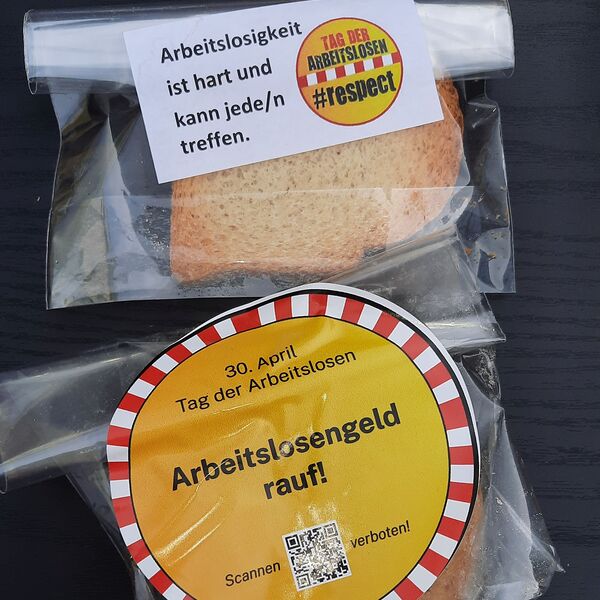 Arbeitslosigkeit
ist hart und
kann jede/n
treffen.
TAG DER
ARBEITSLOSEN
#respect
30. April
Tag der Arbeitslosen
Arbeitslosengeld
rauf!
Scannen verboten!